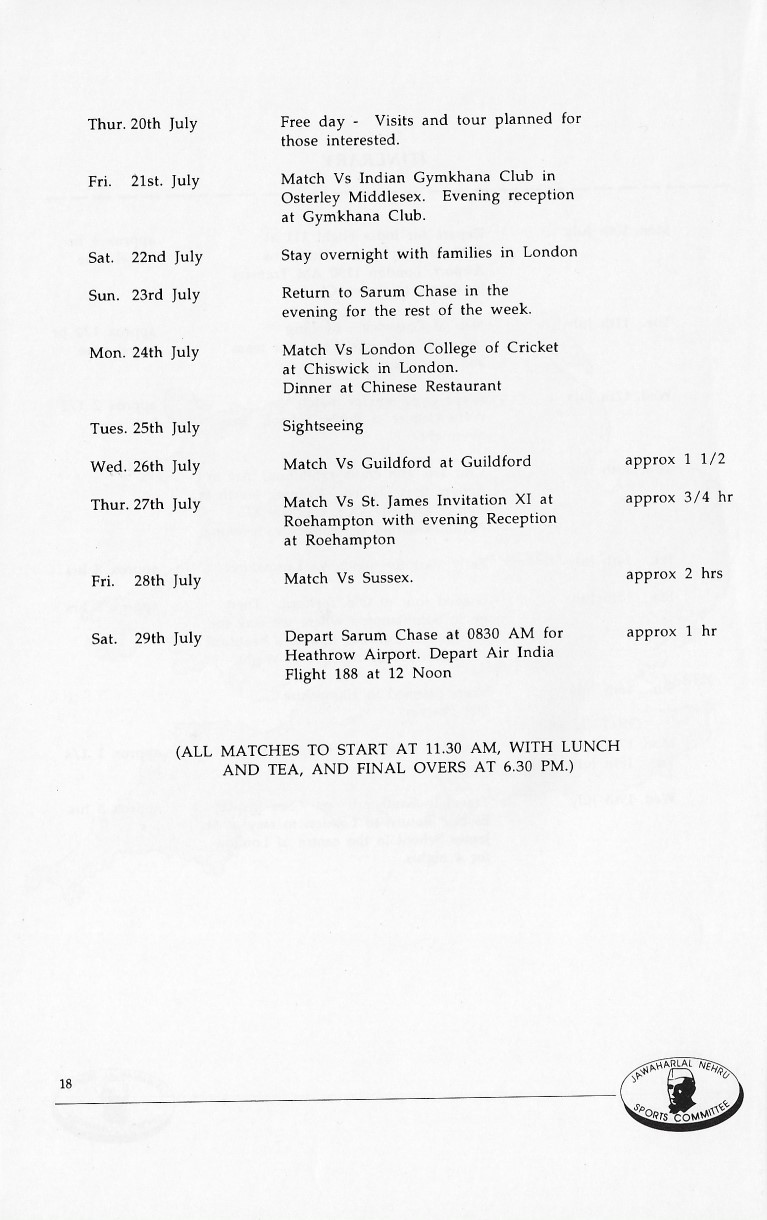 Thur. 20th July Free day - Visits and tour planned for
those interested.
Fri. 21st. July Match Vs Indian Gymkhana Club in
Osterley Middlesex. Evening reception
at Gymkhana Club.
Sat. 22nd July Stay overnight with families in London
Sun. 23rd July Return to Sarum Chase in the
evening for the rest of the week.
Mon. 24th July Match Vs London College of Cricket
at Chiswick in London.
Dinner at Chinese Restaurant
Tues. 25th July Sightseeing
Wed. 26th July Match Vs Guildford at Guildford approx 1 1/2
Thur. 27th July Match Vs St. James Invitation XI at approx 3/4 hr
Roehampton with evening Reception
at Roehampton
Fri. 28th July Match Vs Sussex. approx 2 hrs
Sat. 29th July Depart Sarum Chase at 0830 AM for approx 1 hr
Heathrow Airport. Depart Air India
Flight 188 at 12 Noon
(ALL MATCHES TO START AT 11.30 AM, WITH LUNCH
AND TEA, AND FINAL OVERS AT 6.30 PM.)
18
JAWAHARLAL NEHRU
SPORTS COMMITTEE